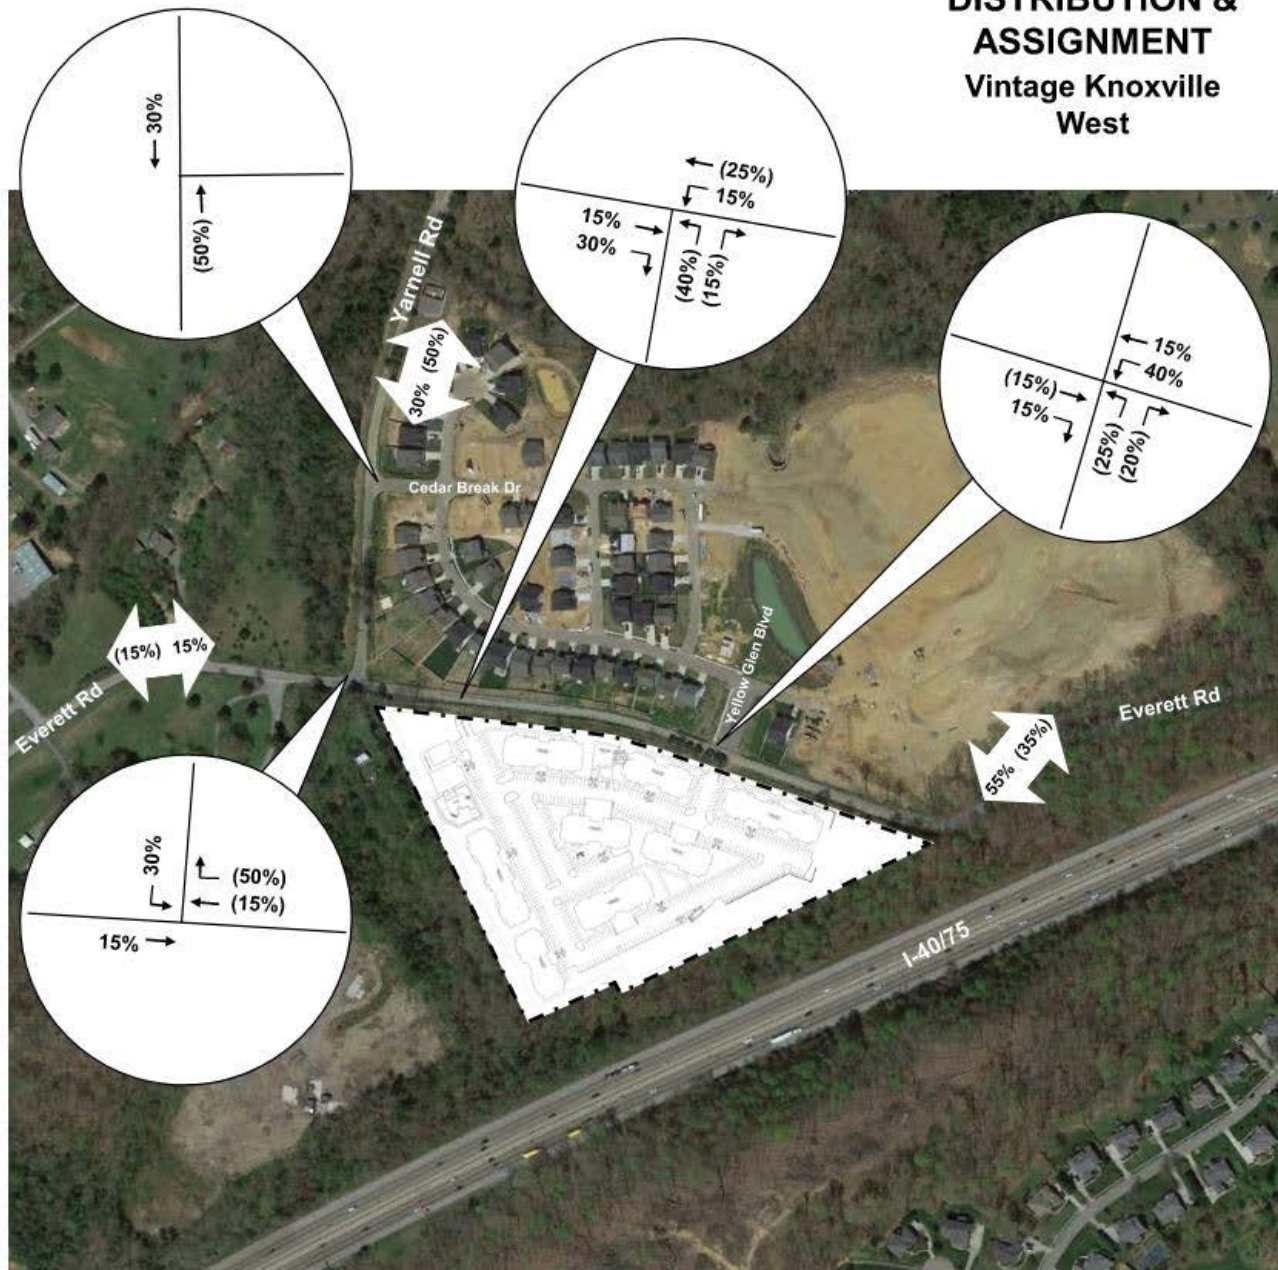 DISTRIBUTION &
ASSIGNMENT
Vintage Knoxville
West
30%
(50%)
(25%)
15%
15%
30%
(40%)
(15%)
15%
40%
(15%)
15%
(25%)
(20%)
Yarnell Rd
30% (50%)
Cedar Break Dr
Yellow Glen Blvd
(15%) 15%
Everett Rd
Everett Rd
55% (35%)
30%
(50%)
(15%)
15%
I-40/75